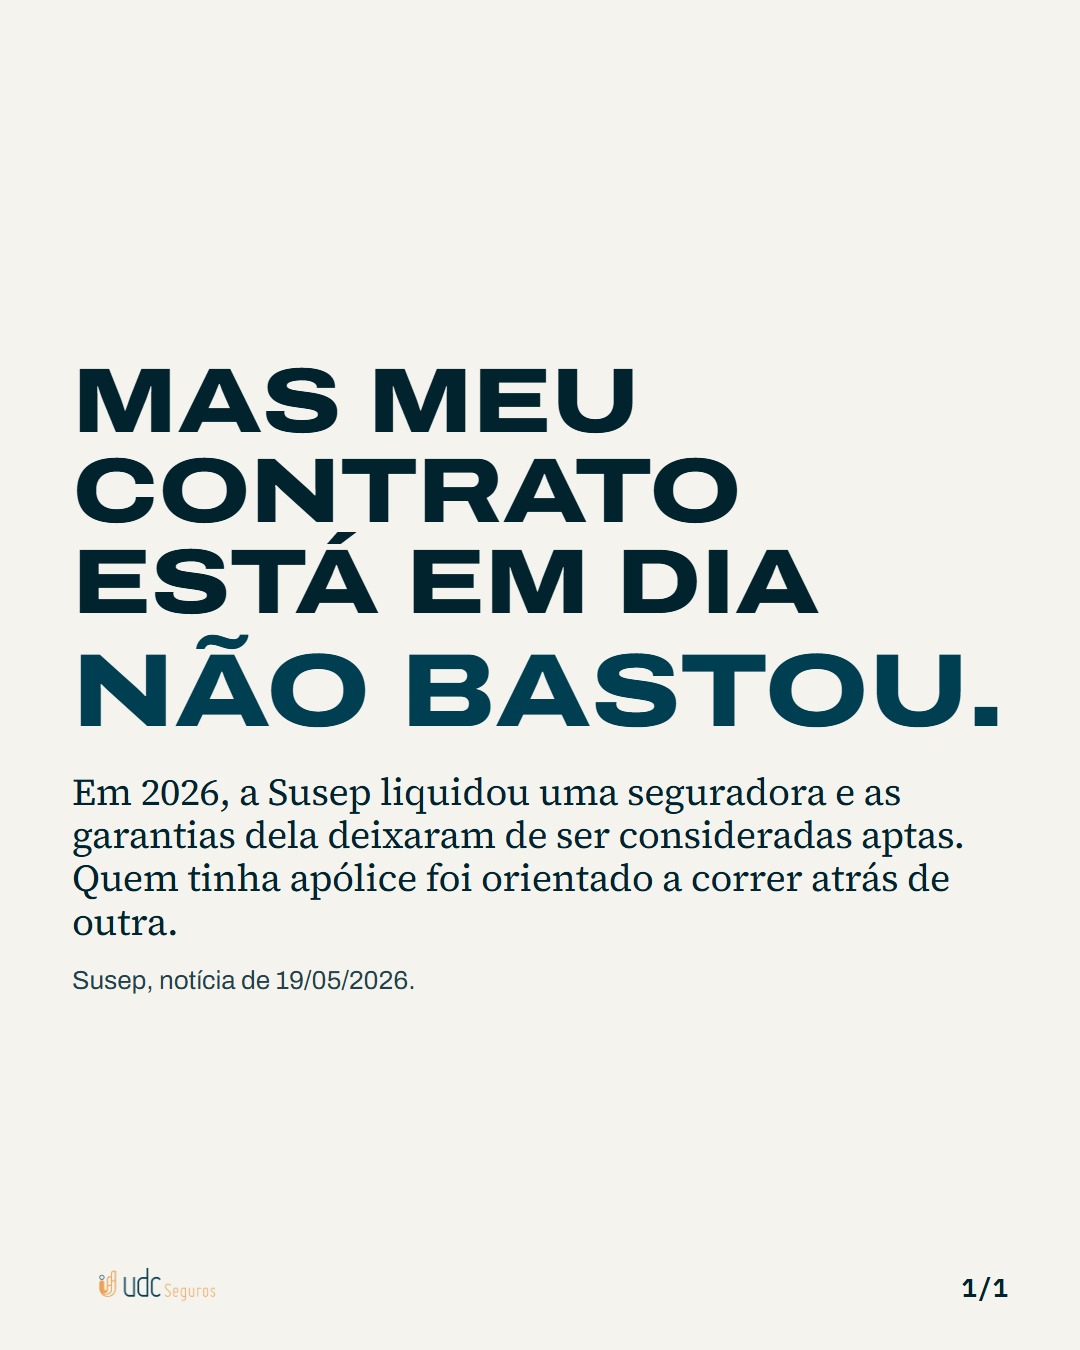 MAS MEU
CONTRATO
ESTÁ EM DIA
NÃO BASTOU.
Em 2026, a Susep liquidou uma seguradora e as
garantias dela deixaram de ser consideradas aptas.
Quem tinha apólice foi orientado a correr atrás de
outra.
Susep, notícia de 19/05/2026.
udc Seguros
1/1